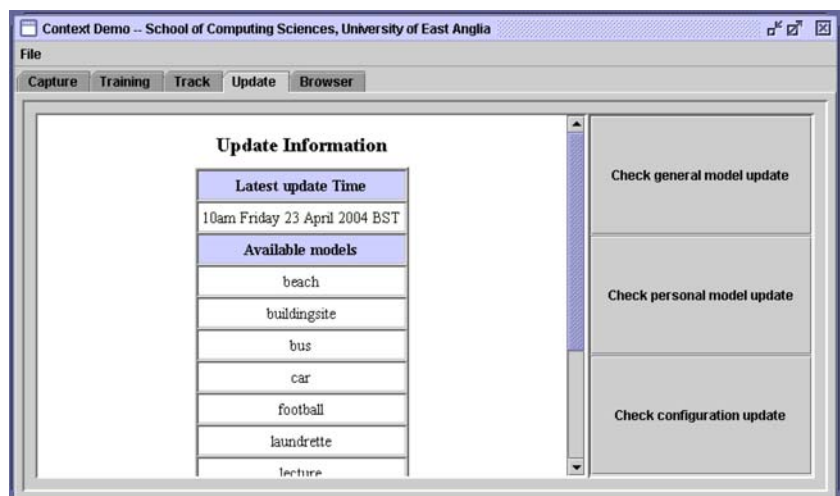 Context Demo -- School of Computing Sciences, University of East Anglia
File
Capture Training Track Update Browser
Update Information
Latest update Time
10am Friday 23 April 2004 BST
Available models
beach
buildingsite
bus
car
football
laundrette
lecture
Check general model update
Check personal model update
Check configuration update